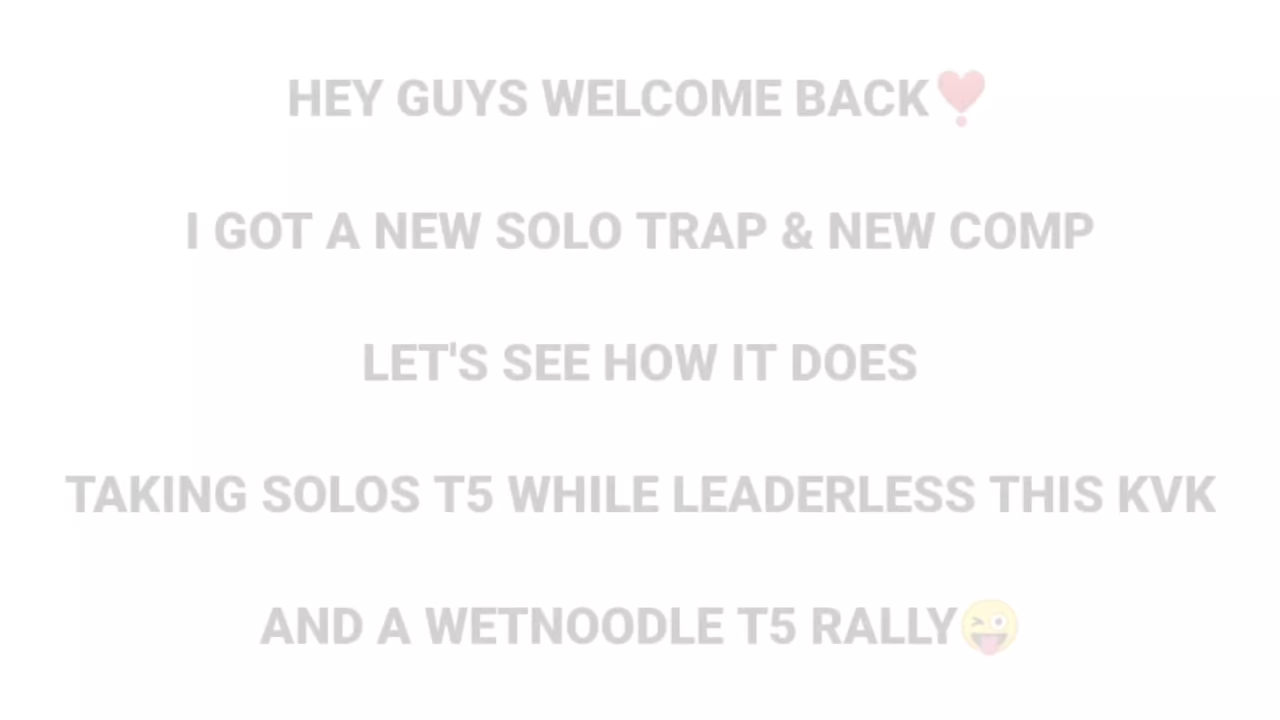 HEY GUYS WELCOME BACK❣️
I GOT A NEW SOLO TRAP & NEW COMP
LET'S SEE HOW IT DOES
TAKING SOLOS T5 WHILE LEADERLESS THIS KVK
AND A WETNOODLE T5 RALLY😜